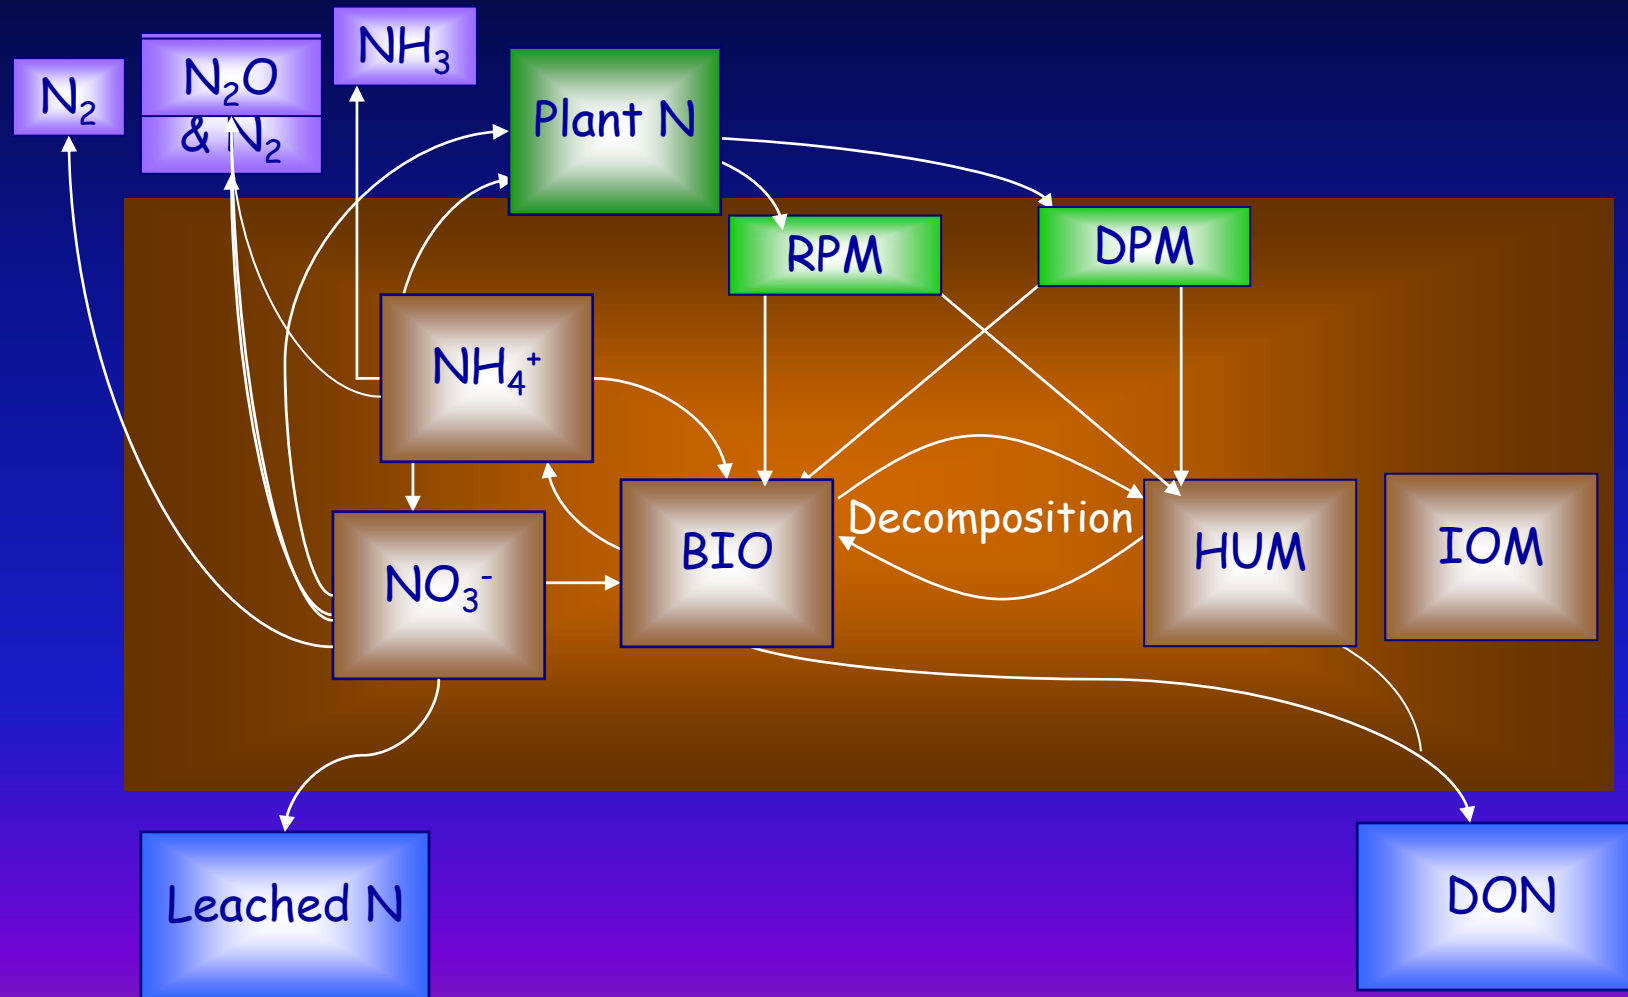 NH₃
N₂
N₂O
& N₂
Plant N
RPM
DPM
NH₄⁺
NO₃⁻
BIO
Decomposition
HUM
IOM
Leached N
DON